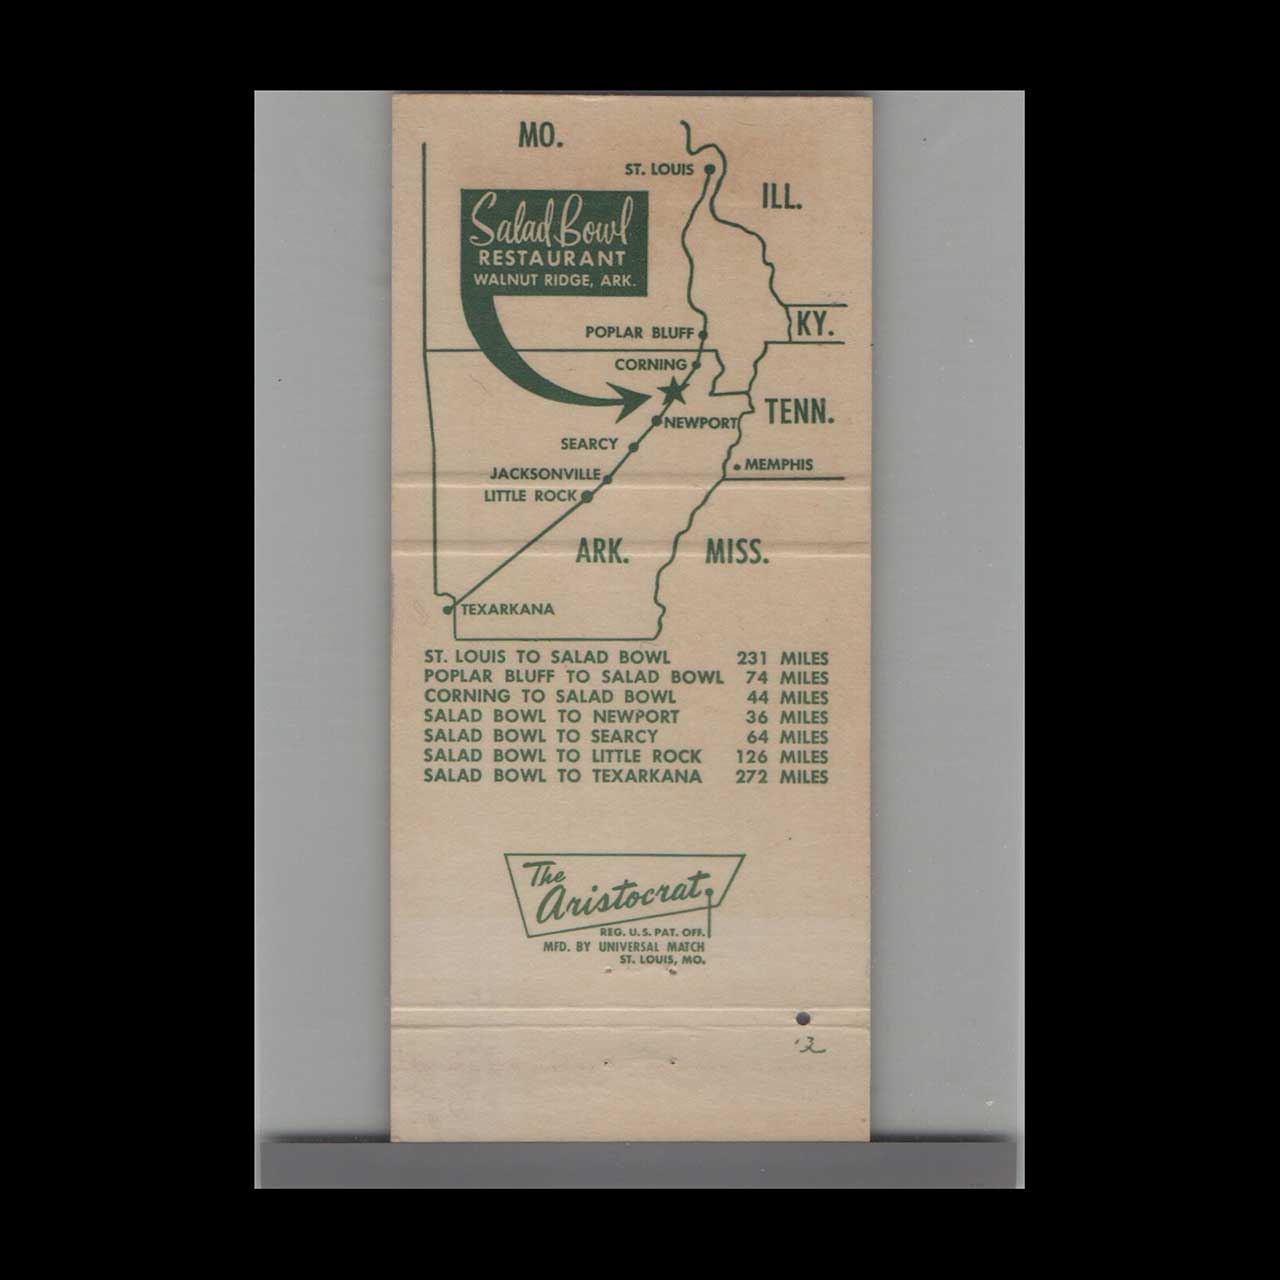 MO.
ST. LOUIS
ILL.
Salad Bowl
RESTAURANT
WALNUT RIDGE, ARK.
POPLAR BLUFF
KY.
CORNING
TENN.
NEWPORT
SEARCY
MEMPHIS
JACKSONVILLE
LITTLE ROCK
ARK.
MISS.
TEXARKANA
ST. LOUIS TO SALAD BOWL 231 MILES
POPLAR BLUFF TO SALAD BOWL 74 MILES
CORNING TO SALAD BOWL 44 MILES
SALAD BOWL TO NEWPORT 36 MILES
SALAD BOWL TO SEARCY 64 MILES
SALAD BOWL TO LITTLE ROCK 126 MILES
SALAD BOWL TO TEXARKANA 272 MILES
The
Aristocrat
REG. U.S. PAT. OFF.
MFD. BY UNIVERSAL MATCH
ST. LOUIS, MO.